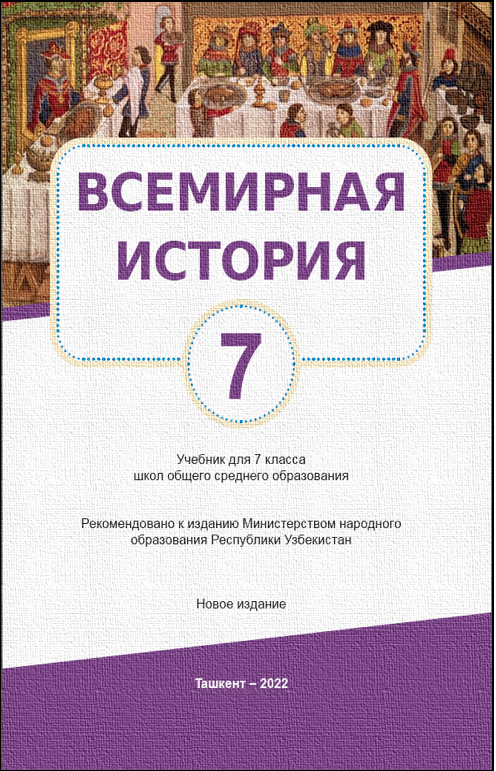 ВСЕМИРНАЯ
ИСТОРИЯ
7
Учебник для 7 класса
школ общего среднего образования
Рекомендовано к изданию Министерством народного
образования Республики Узбекистан
Новое издание
Ташкент – 2022